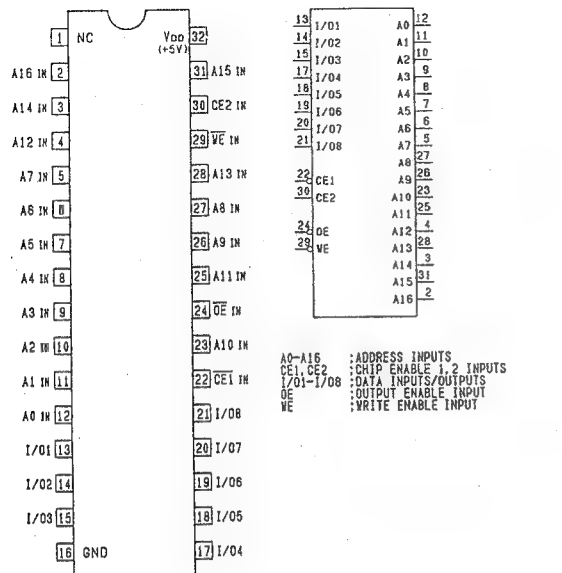 1 NC VDD 32
(+5V)
A16 IN 2 31 A15 IN
A14 IN 3 30 CE2 IN
A12 IN 4 29 WE IN
A7 IN 5 28 A13 IN
A6 IN 6 27 A8 IN
A5 IN 7 26 A9 IN
A4 IN 8 25 A11 IN
A3 IN 9 24 OE IN
A2 IN 10 23 A10 IN
A1 IN 11 22 CE1 IN
A0 IN 12 21 I/08
I/01 13 20 I/07
I/02 14 19 I/06
I/03 15 18 I/05
16 GND 17 I/04
13 I/01 A0 12
14 I/02 A1 11
15 I/03 A2 10
17 I/04 A3 9
18 I/05 A4 8
19 I/06 A5 7
20 I/07 A6 6
21 I/08 A7 5
A8 27
22 CE1 A9 26
30 CE2 A10 23
A11 25
24 OE A12 4
29 WE A13 28
A14 3
A15 31
A16 2
A0-A16 ;ADDRESS INPUTS
CE1,CE2 ;CHIP ENABLE 1,2 INPUTS
I/01-I/08 ;DATA INPUTS/OUTPUTS
OE ;OUTPUT ENABLE INPUT
WE ;WRITE ENABLE INPUT